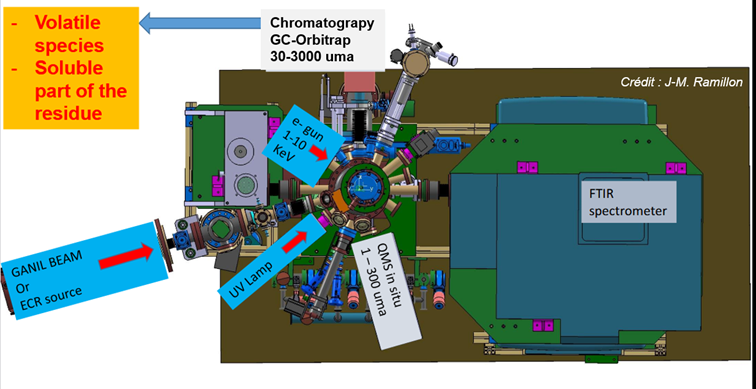 - Volatile
species
- Soluble
part of the
residue
Chromatograpy
GC-Orbitrap
30-3000 uma
Crédit : J-M. Ramillon
e- gun
1-10
KeV
FTIR
spectrometer
GANIL BEAM
Or
ECR source
UV Lamp
QMS in situ
1 – 300 uma